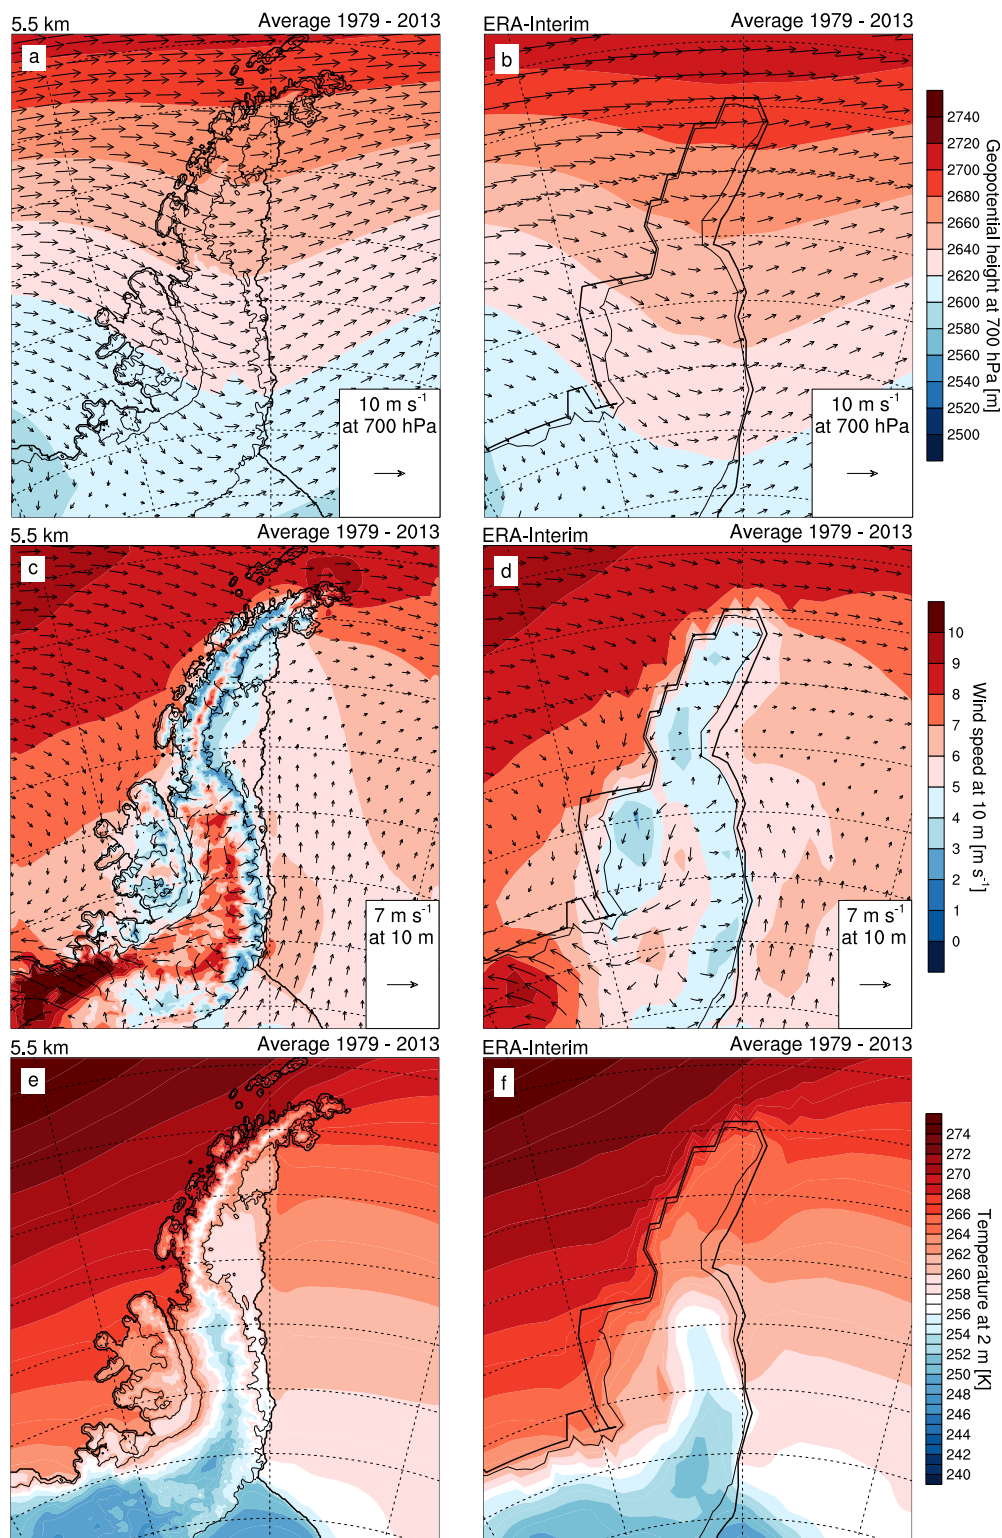 5.5 km Average 1979 - 2013
ERA-Interim Average 1979 - 2013
a
b
10 m s⁻¹
at 700 hPa
10 m s⁻¹
at 700 hPa
2740
2720
2700
2680
2660
2640
2620
2600
2580
2560
2540
2520
2500
Geopotential height at 700 hPa [m]
5.5 km Average 1979 - 2013
ERA-Interim Average 1979 - 2013
c
d
7 m s⁻¹
at 10 m
7 m s⁻¹
at 10 m
10
9
8
7
6
5
4
3
2
1
0
Wind speed at 10 m [m s⁻¹]
5.5 km Average 1979 - 2013
ERA-Interim Average 1979 - 2013
e
f
274
272
270
268
266
264
262
260
258
256
254
252
250
248
246
244
242
240
Temperature at 2 m [K]